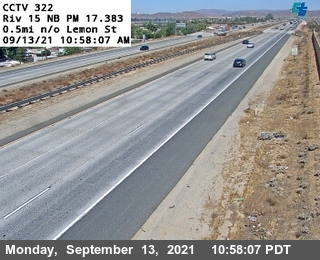 CCTV 322
Riv 15 NB PM 17.383
0.5mi n/o Lemon St
09/13/21 10:58:07 AM
Monday, September 13, 2021 10:58:07 PDT